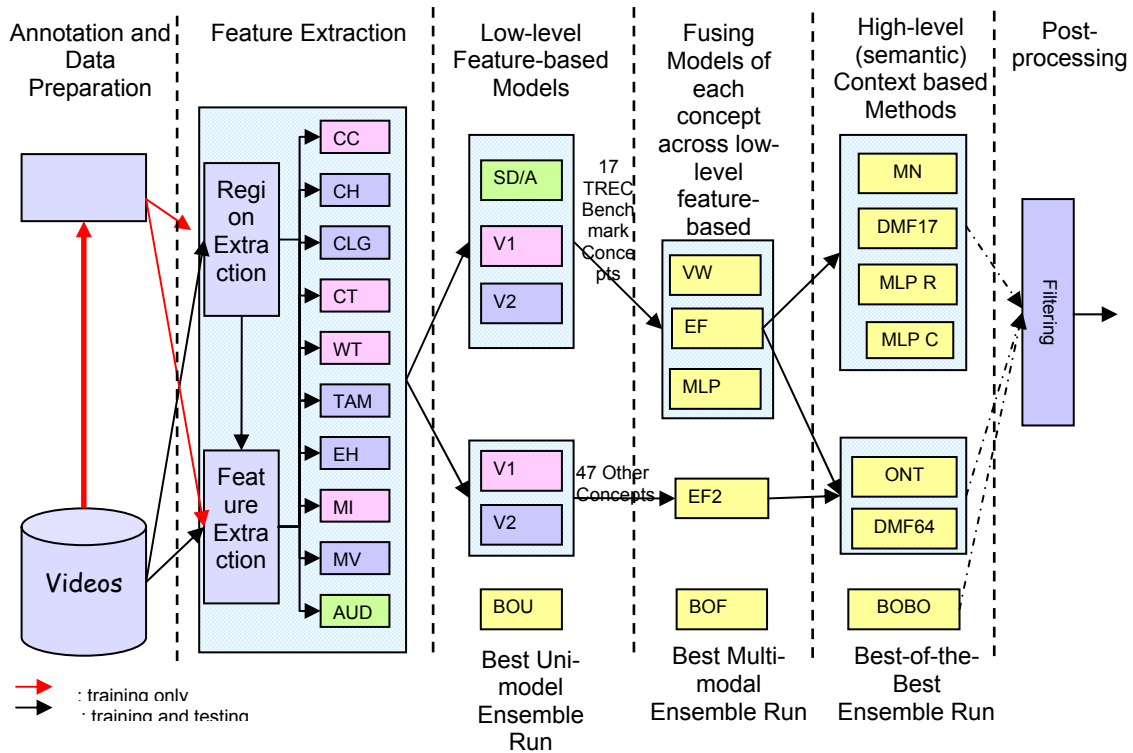 Annotation and
Data
Preparation
Feature Extraction
Low-level
Feature-based
Models
Fusing
Models of
each
concept
across low-
level
feature-
based
High-level
(semantic)
Context based
Methods
Post-
processing
Videos
Regi
on
Extra
ction
Feat
ure
Extra
ction
CC
CH
CLG
CT
WT
TAM
EH
MI
MV
AUD
SD/A
V1
V2
17
TREC
Bench
mark
Conce
pts
V1
V2
47 Other
Concepts
BOU
Best Uni-
model
Ensemble
Run
VW
EF
MLP
EF2
BOF
Best Multi-
modal
Ensemble Run
MN
DMF17
MLP R
MLP C
ONT
DMF64
BOBO
Best-of-the-
Best
Ensemble Run
Filtering
: training only
: training and testing